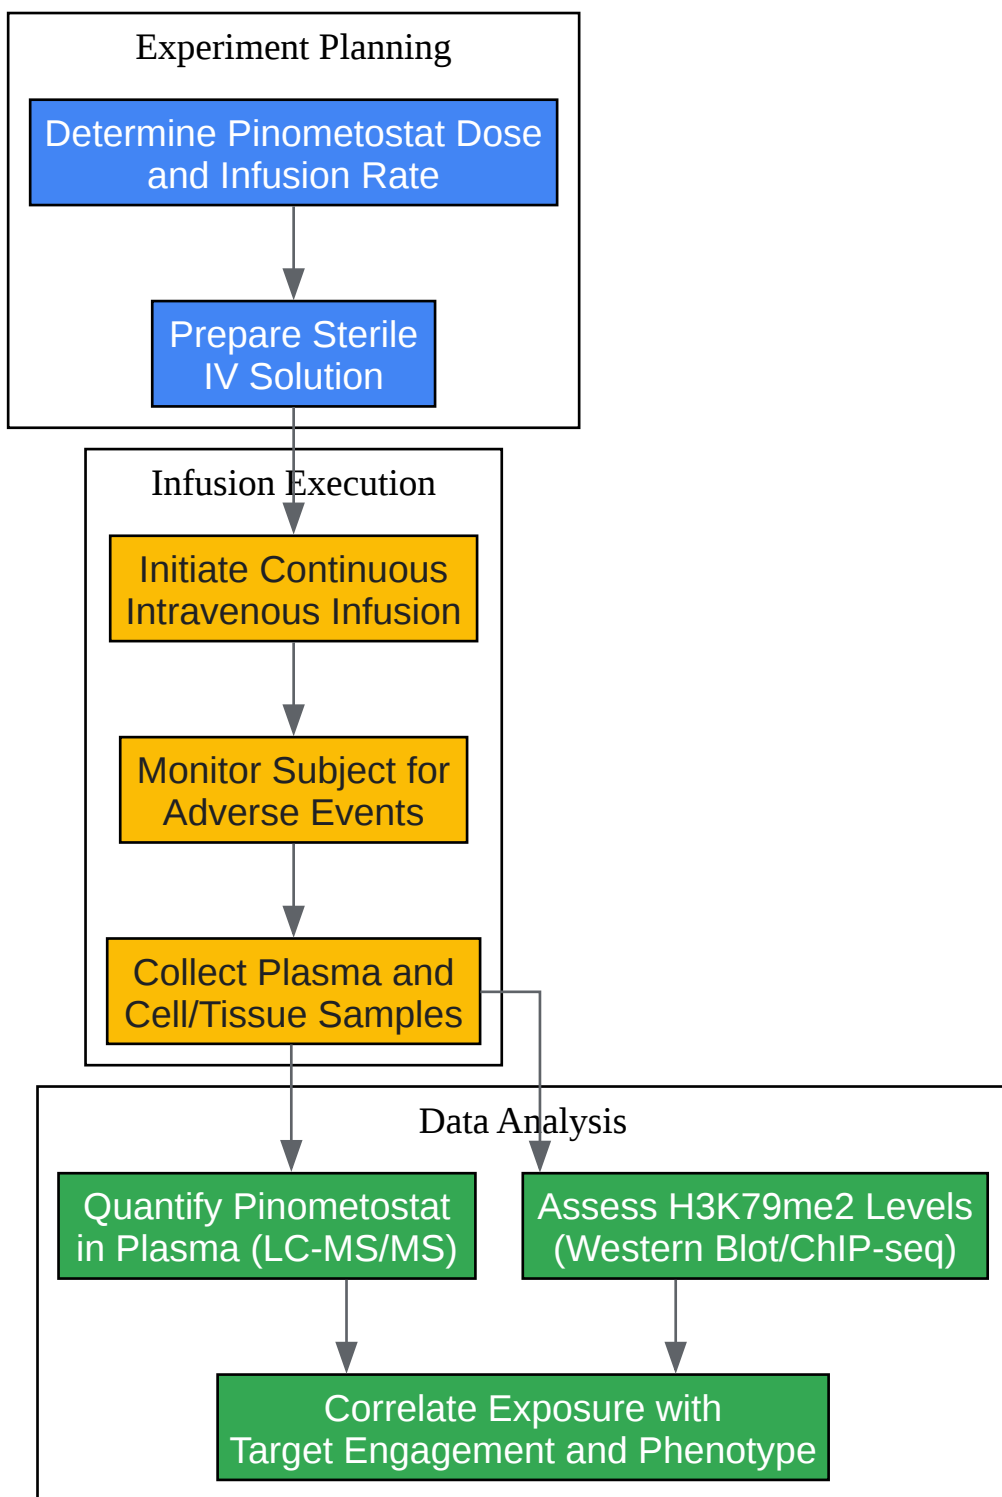 Experiment Planning
Determine Pinometostat Dose
and Infusion Rate
Prepare Sterile
IV Solution
Infusion Execution
Initiate Continuous
Intravenous Infusion
Monitor Subject for
Adverse Events
Collect Plasma and
Cell/Tissue Samples
Data Analysis
Quantify Pinometostat
in Plasma (LC-MS/MS)
Assess H3K79me2 Levels
(Western Blot/ChIP-seq)
Correlate Exposure with
Target Engagement and Phenotype